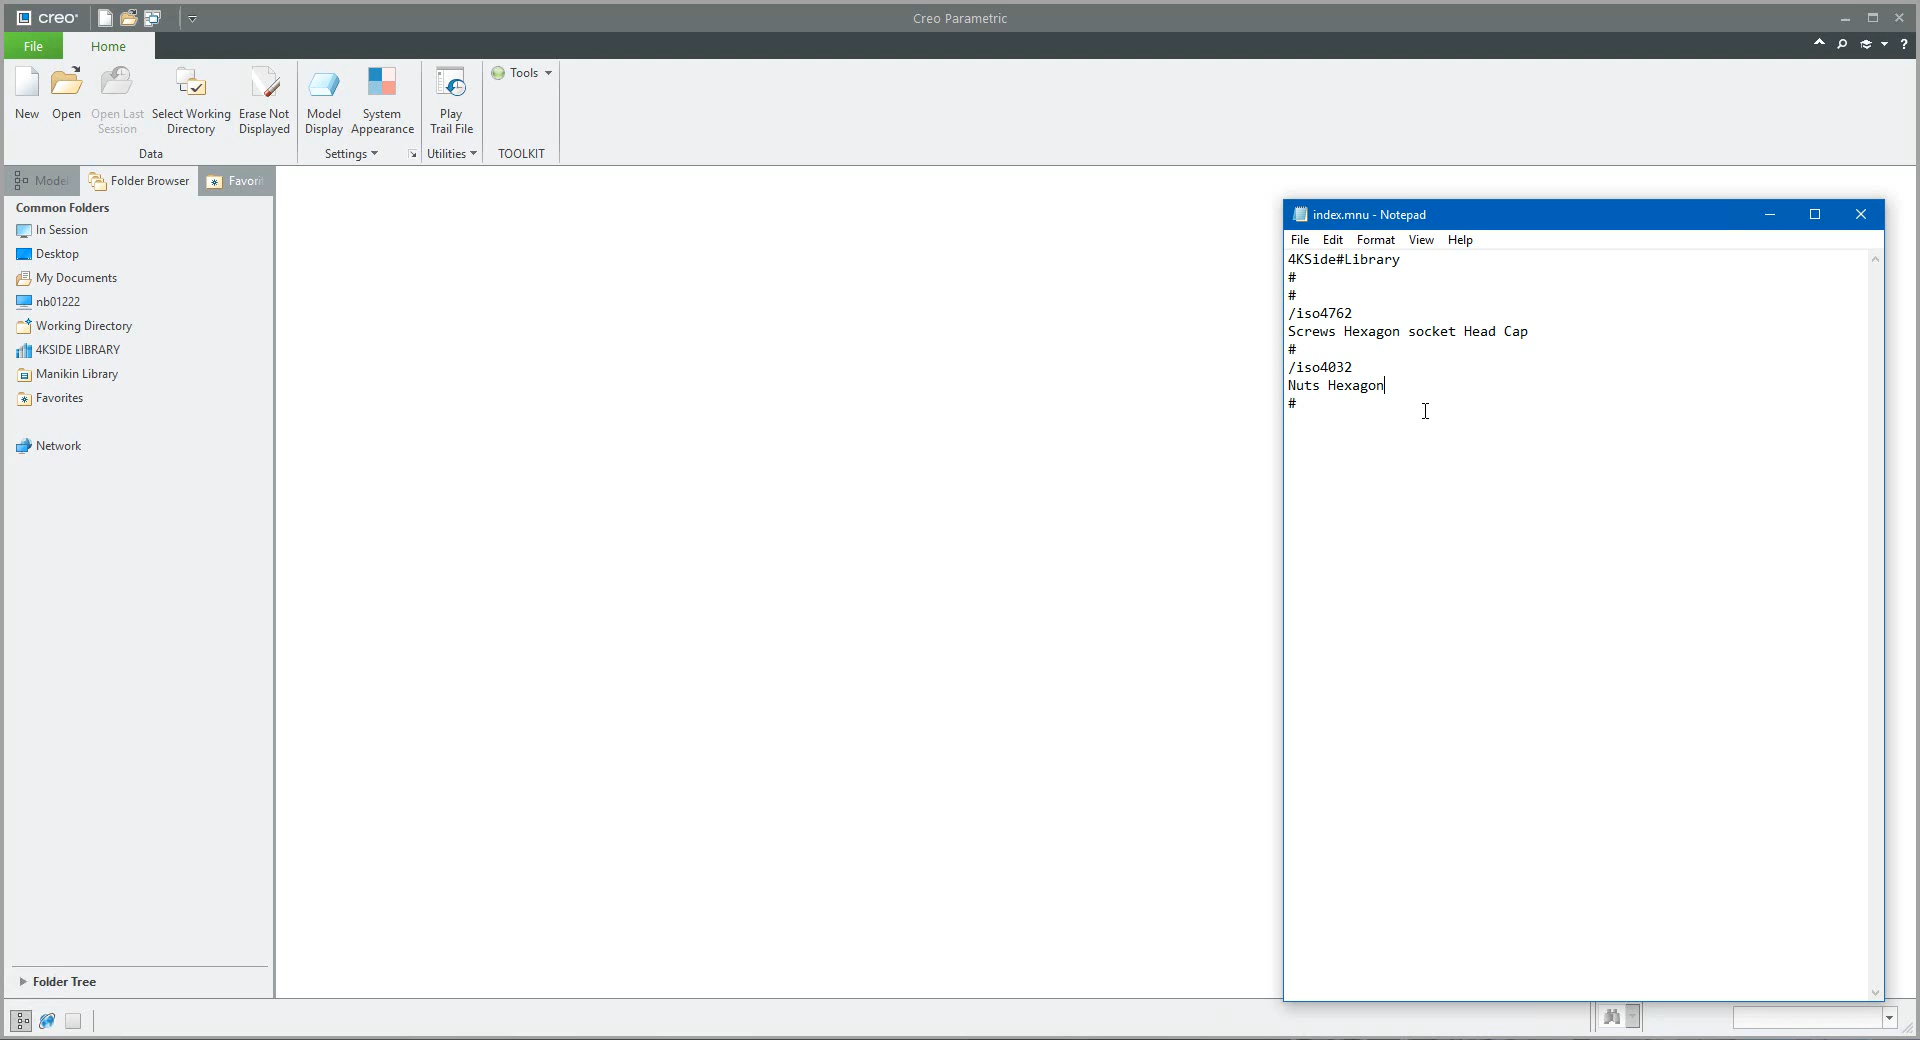 creo
Creo Parametric
File
Home
New
Open
Open Last
Session
Select Working
Directory
Erase Not
Displayed
Model
Display
System
Appearance
Play
Trail File
Tools
Data
Settings
Utilities
TOOLKIT
Folder Browser
Common Folders
In Session
Desktop
My Documents
nb01222
Working Directory
4KSIDE LIBRARY
Manikin Library
Favorites
Network
Folder Tree
index.mnu - Notepad
File Edit Format View Help
4KSide#Library
#
#
/iso4762
Screws Hexagon socket Head Cap
#
/iso4032
Nuts Hexagon
#